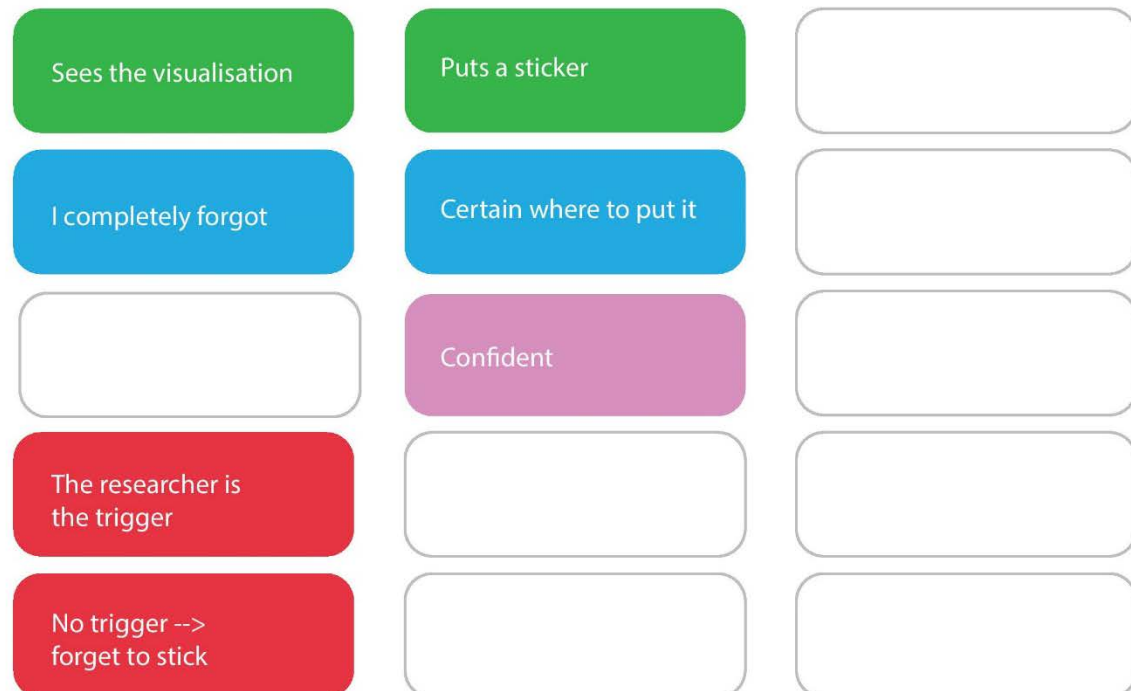 Sees the visualisation
Puts a sticker
I completely forgot
Certain where to put it
Confident
The researcher is
the trigger
No trigger -->
forget to stick